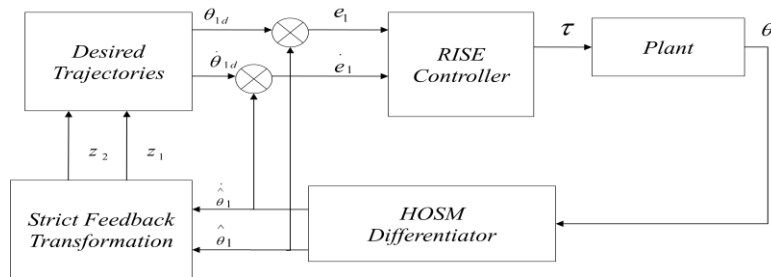 θ₁d
e₁
Desired
Trajectories
RISE
Controller
τ
Plant
θ
θ̇₁d
ė₁
z₂
z₁
Strict Feedback
Transformation
θ̂̇₁
θ̂₁
HOSM
Differentiator